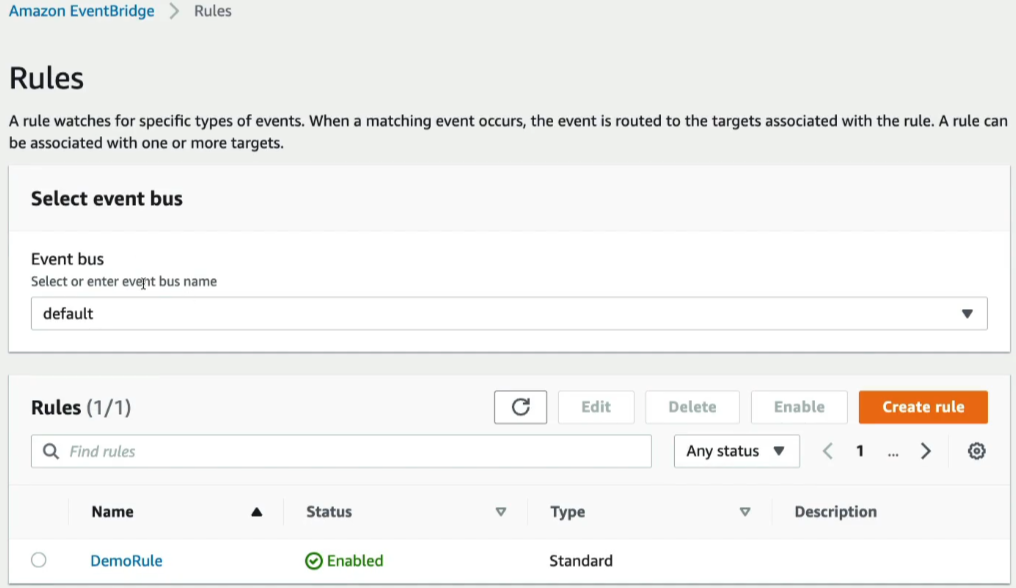 Amazon EventBridge > Rules
Rules
A rule watches for specific types of events. When a matching event occurs, the event is routed to the targets associated with the rule. A rule can
be associated with one or more targets.
Select event bus
Event bus
Select or enter event bus name
default
Rules (1/1)
Edit
Delete
Enable
Create rule
Find rules
Any status
1
...
Name
Status
Type
Description
DemoRule
Enabled
Standard